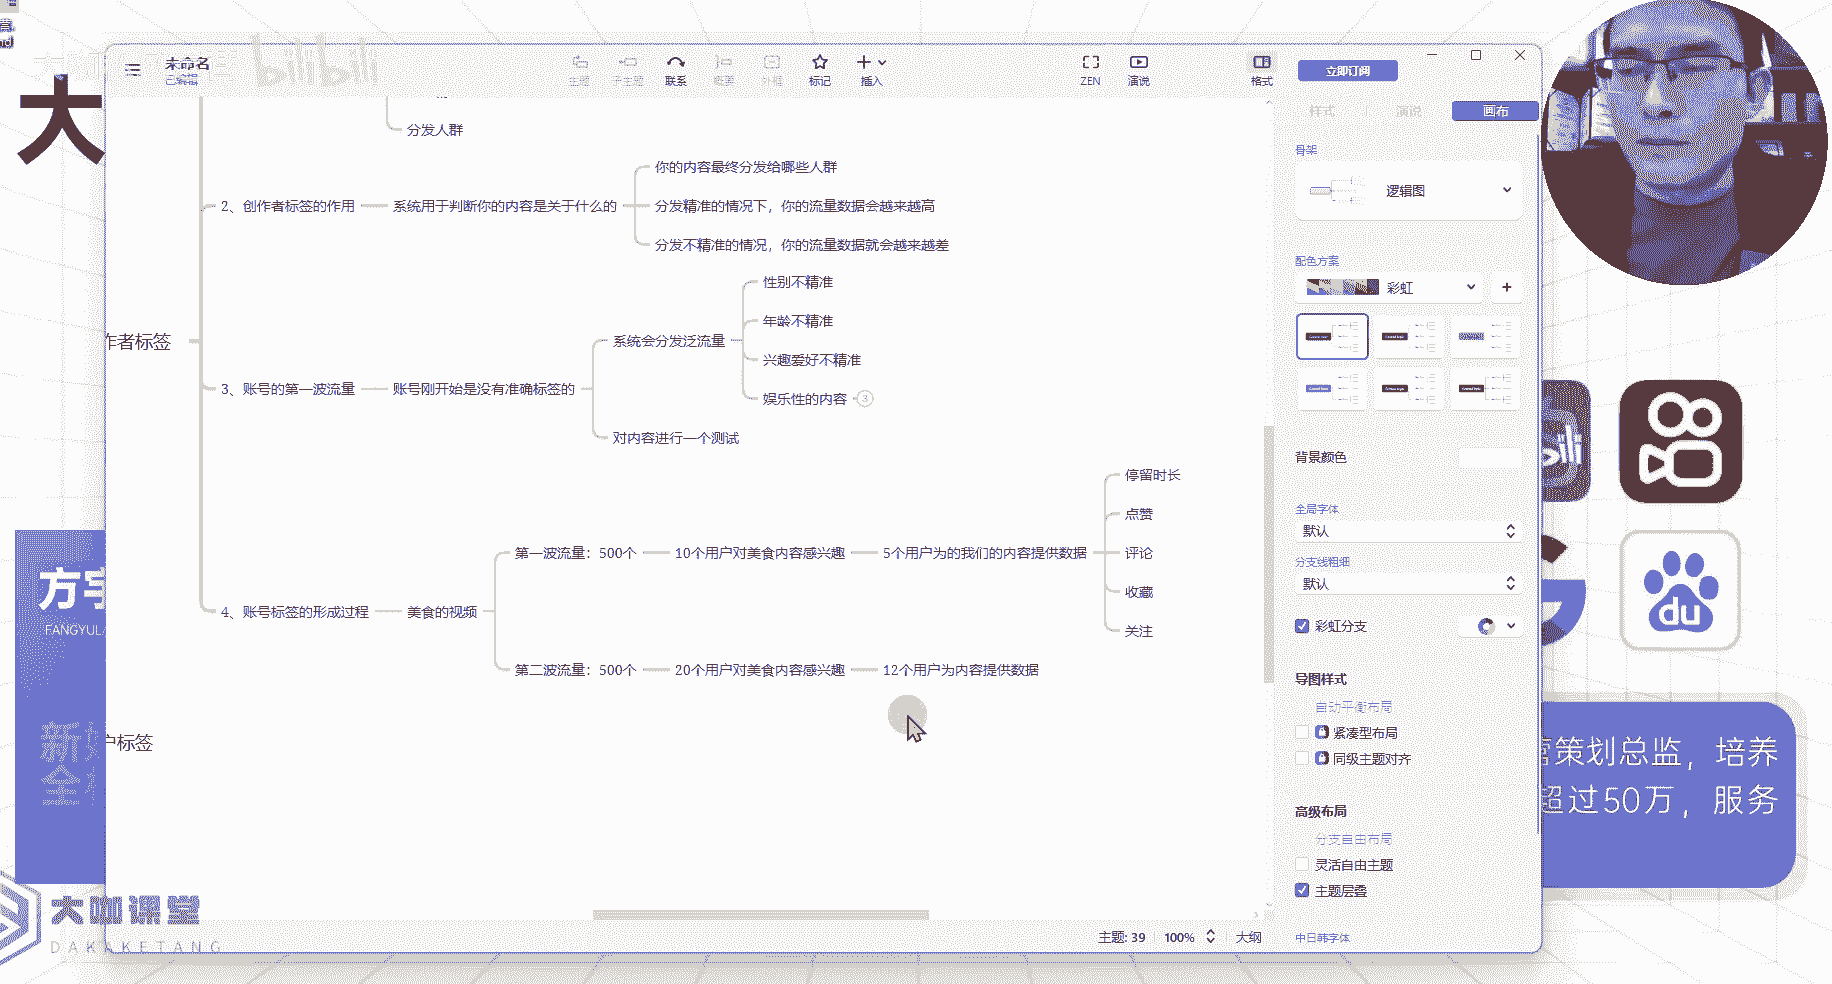 未命名
已编辑
bilibili
主题
子主题
联系
概要
外框
标记
插入
ZEN
演说
格式
立即订阅
样式
演说
画布
大
分发人群
2、创作者标签的作用
系统用于判断你的内容是关于什么的
你的内容最终分发给哪些人群
分发精准的情况下，你的流量数据会越来越高
分发不精准的情况，你的流量数据就会越来越差
作者标签
3、账号的第一波流量
账号刚开始是没有准确标签的
系统会分发泛流量
性别不精准
年龄不精准
兴趣爱好不精准
娱乐性的内容
3
对内容进行一个测试
4、账号标签的形成过程
美食的视频
第一波流量：500个
10个用户对美食内容感兴趣
5个用户为的我们的内容提供数据
停留时长
点赞
评论
收藏
关注
第二波流量：500个
20个用户对美食内容感兴趣
12个用户为内容提供数据
户标签
骨架
逻辑图
配色方案
彩虹
背景颜色
全局字体
默认
分支线粗细
默认
彩虹分支
导图样式
自动平衡布局
紧凑型布局
同级主题对齐
高级布局
分支自由布局
灵活自由主题
主题层叠
中日韩字体
主题: 39
100%
大纲
方宇
FANGYUL
新
全
du
策划总监，培养
超过50万，服务
大咖课堂
DAKAKETANG